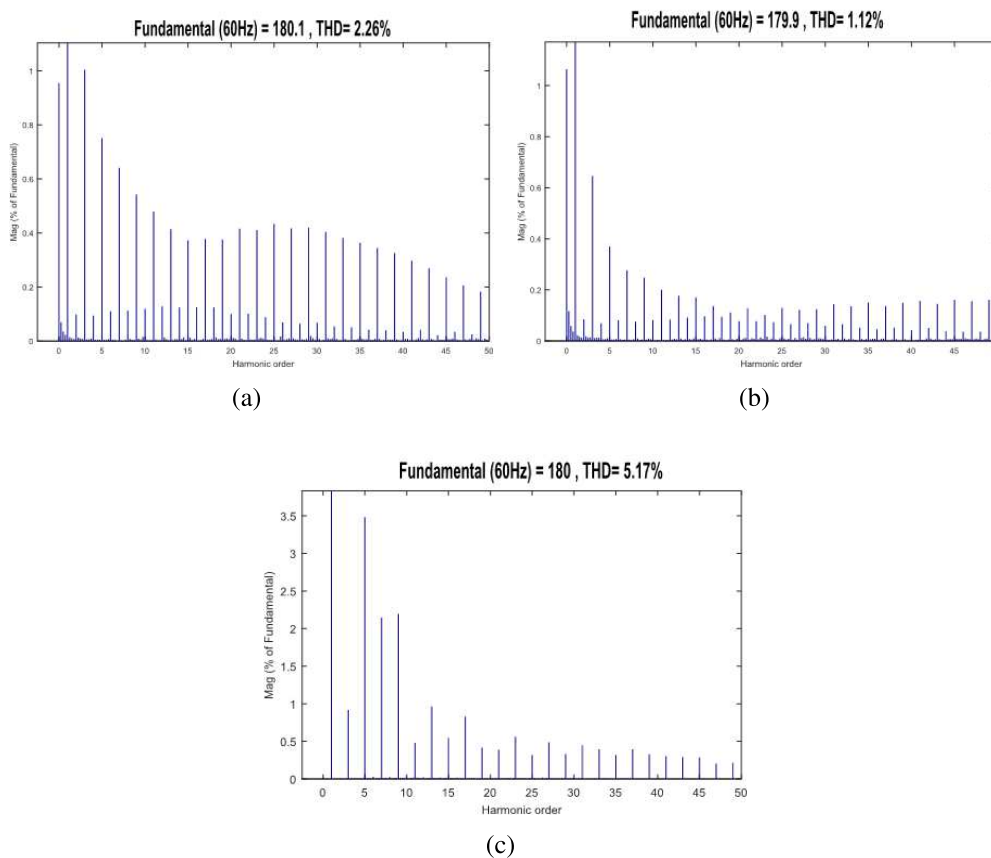 Fundamental (60Hz) = 180.1 , THD= 2.26%
Mag (% of Fundamental)
1
0.8
0.6
0.4
0.2
0
0 5 10 15 20 25 30 35 40 45 50
Harmonic order
(a)
Fundamental (60Hz) = 179.9 , THD= 1.12%
Mag (% of Fundamental)
1
0.8
0.6
0.4
0.2
0
0 5 10 15 20 25 30 35 40 45
Harmonic order
(b)
Fundamental (60Hz) = 180 , THD= 5.17%
Mag (% of Fundamental)
3.5
3
2.5
2
1.5
1
0.5
0
0 5 10 15 20 25 30 35 40 45 50
Harmonic order
(c)